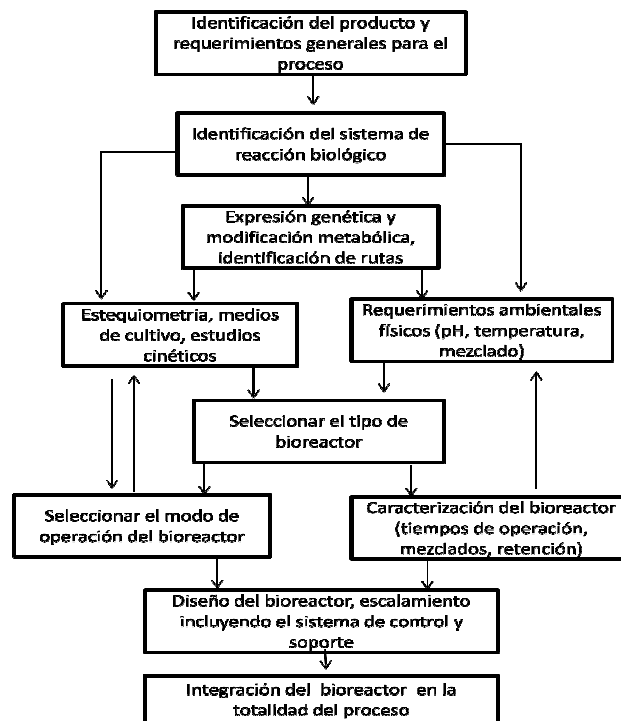 Identificación del producto y
requerimientos generales para el
proceso
Identificación del sistema de
reacción biológico
Expresión genética y
modificación metabólica,
identificación de rutas
Estequiometria, medios
de cultivo, estudios
cinéticos
Requerimientos ambientales
físicos (pH, temperatura,
mezclado)
Seleccionar el tipo de
bioreactor
Seleccionar el modo de
operación del bioreactor
Caracterización del bioreactor
(tiempos de operación,
mezclados, retención)
Diseño del bioreactor, escalamiento
incluyendo el sistema de control y
soporte
Integración del bioreactor en la
totalidad del proceso